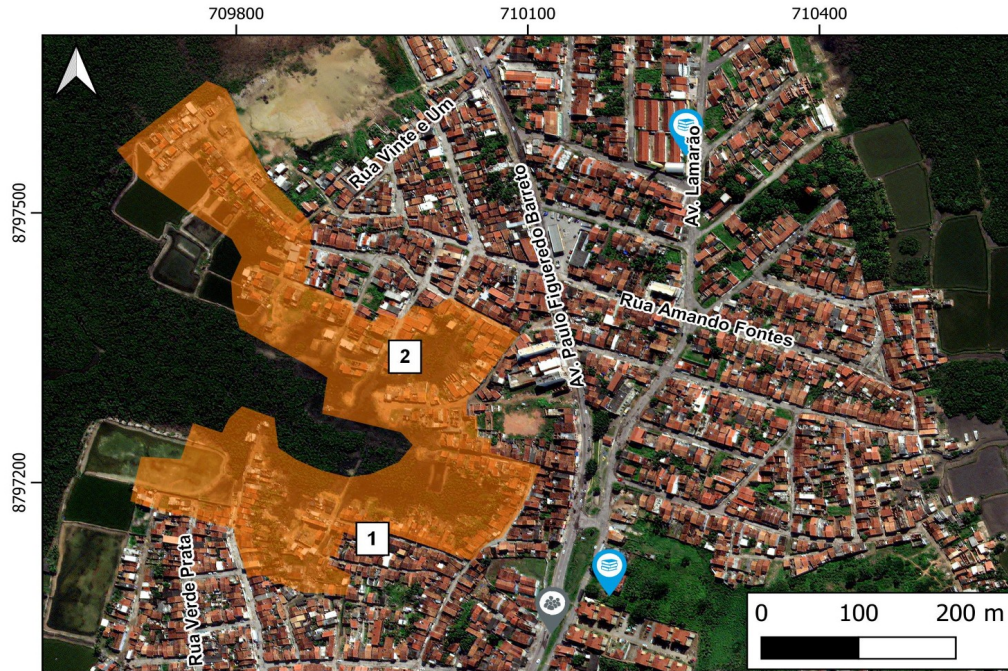 709800
710100
710400
8797500
8797200
Rua Vinte e Um
Av. Lamarão
Av. Paulo Figueredo Barreto
Rua Amando Fontes
2
1
Rua Verde Prata
0 100 200 m